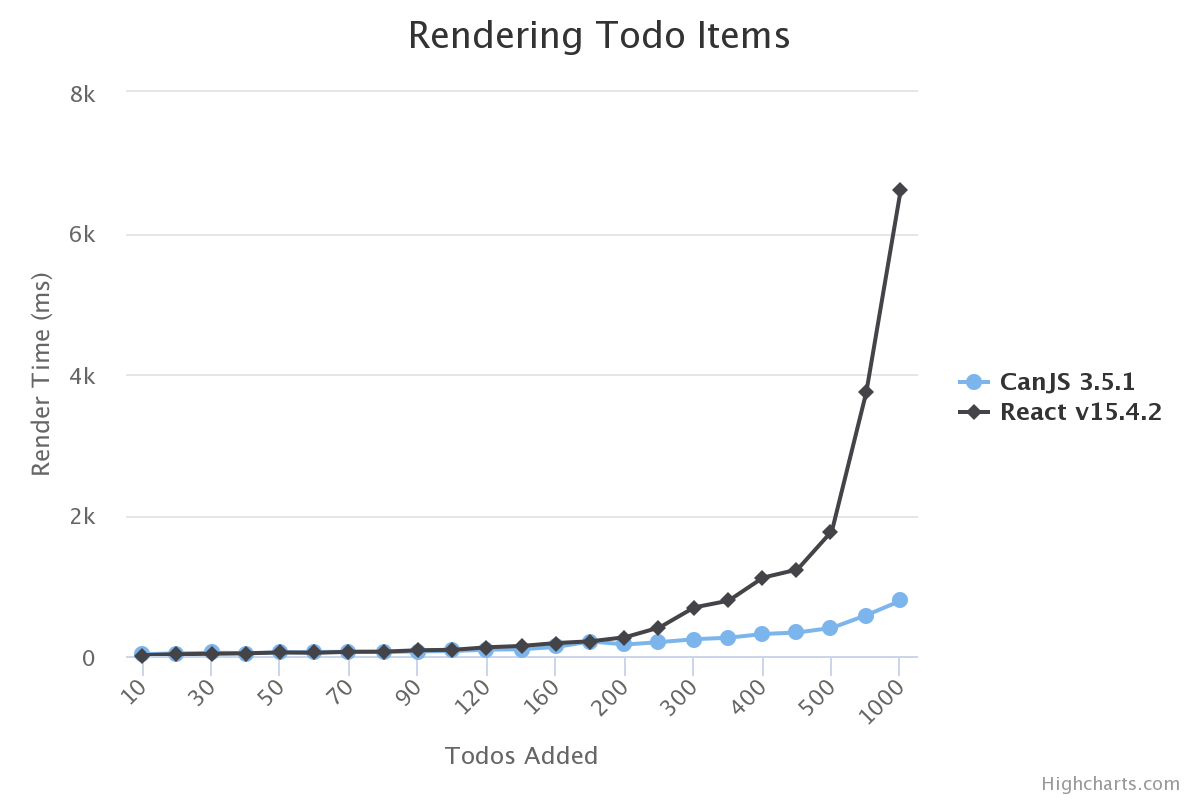 Rendering Todo Items
8k
6k
4k
2k
0
Render Time (ms)
10
30
50
70
90
120
160
200
300
400
500
1000
Todos Added
CanJS 3.5.1
React v15.4.2
Highcharts.com